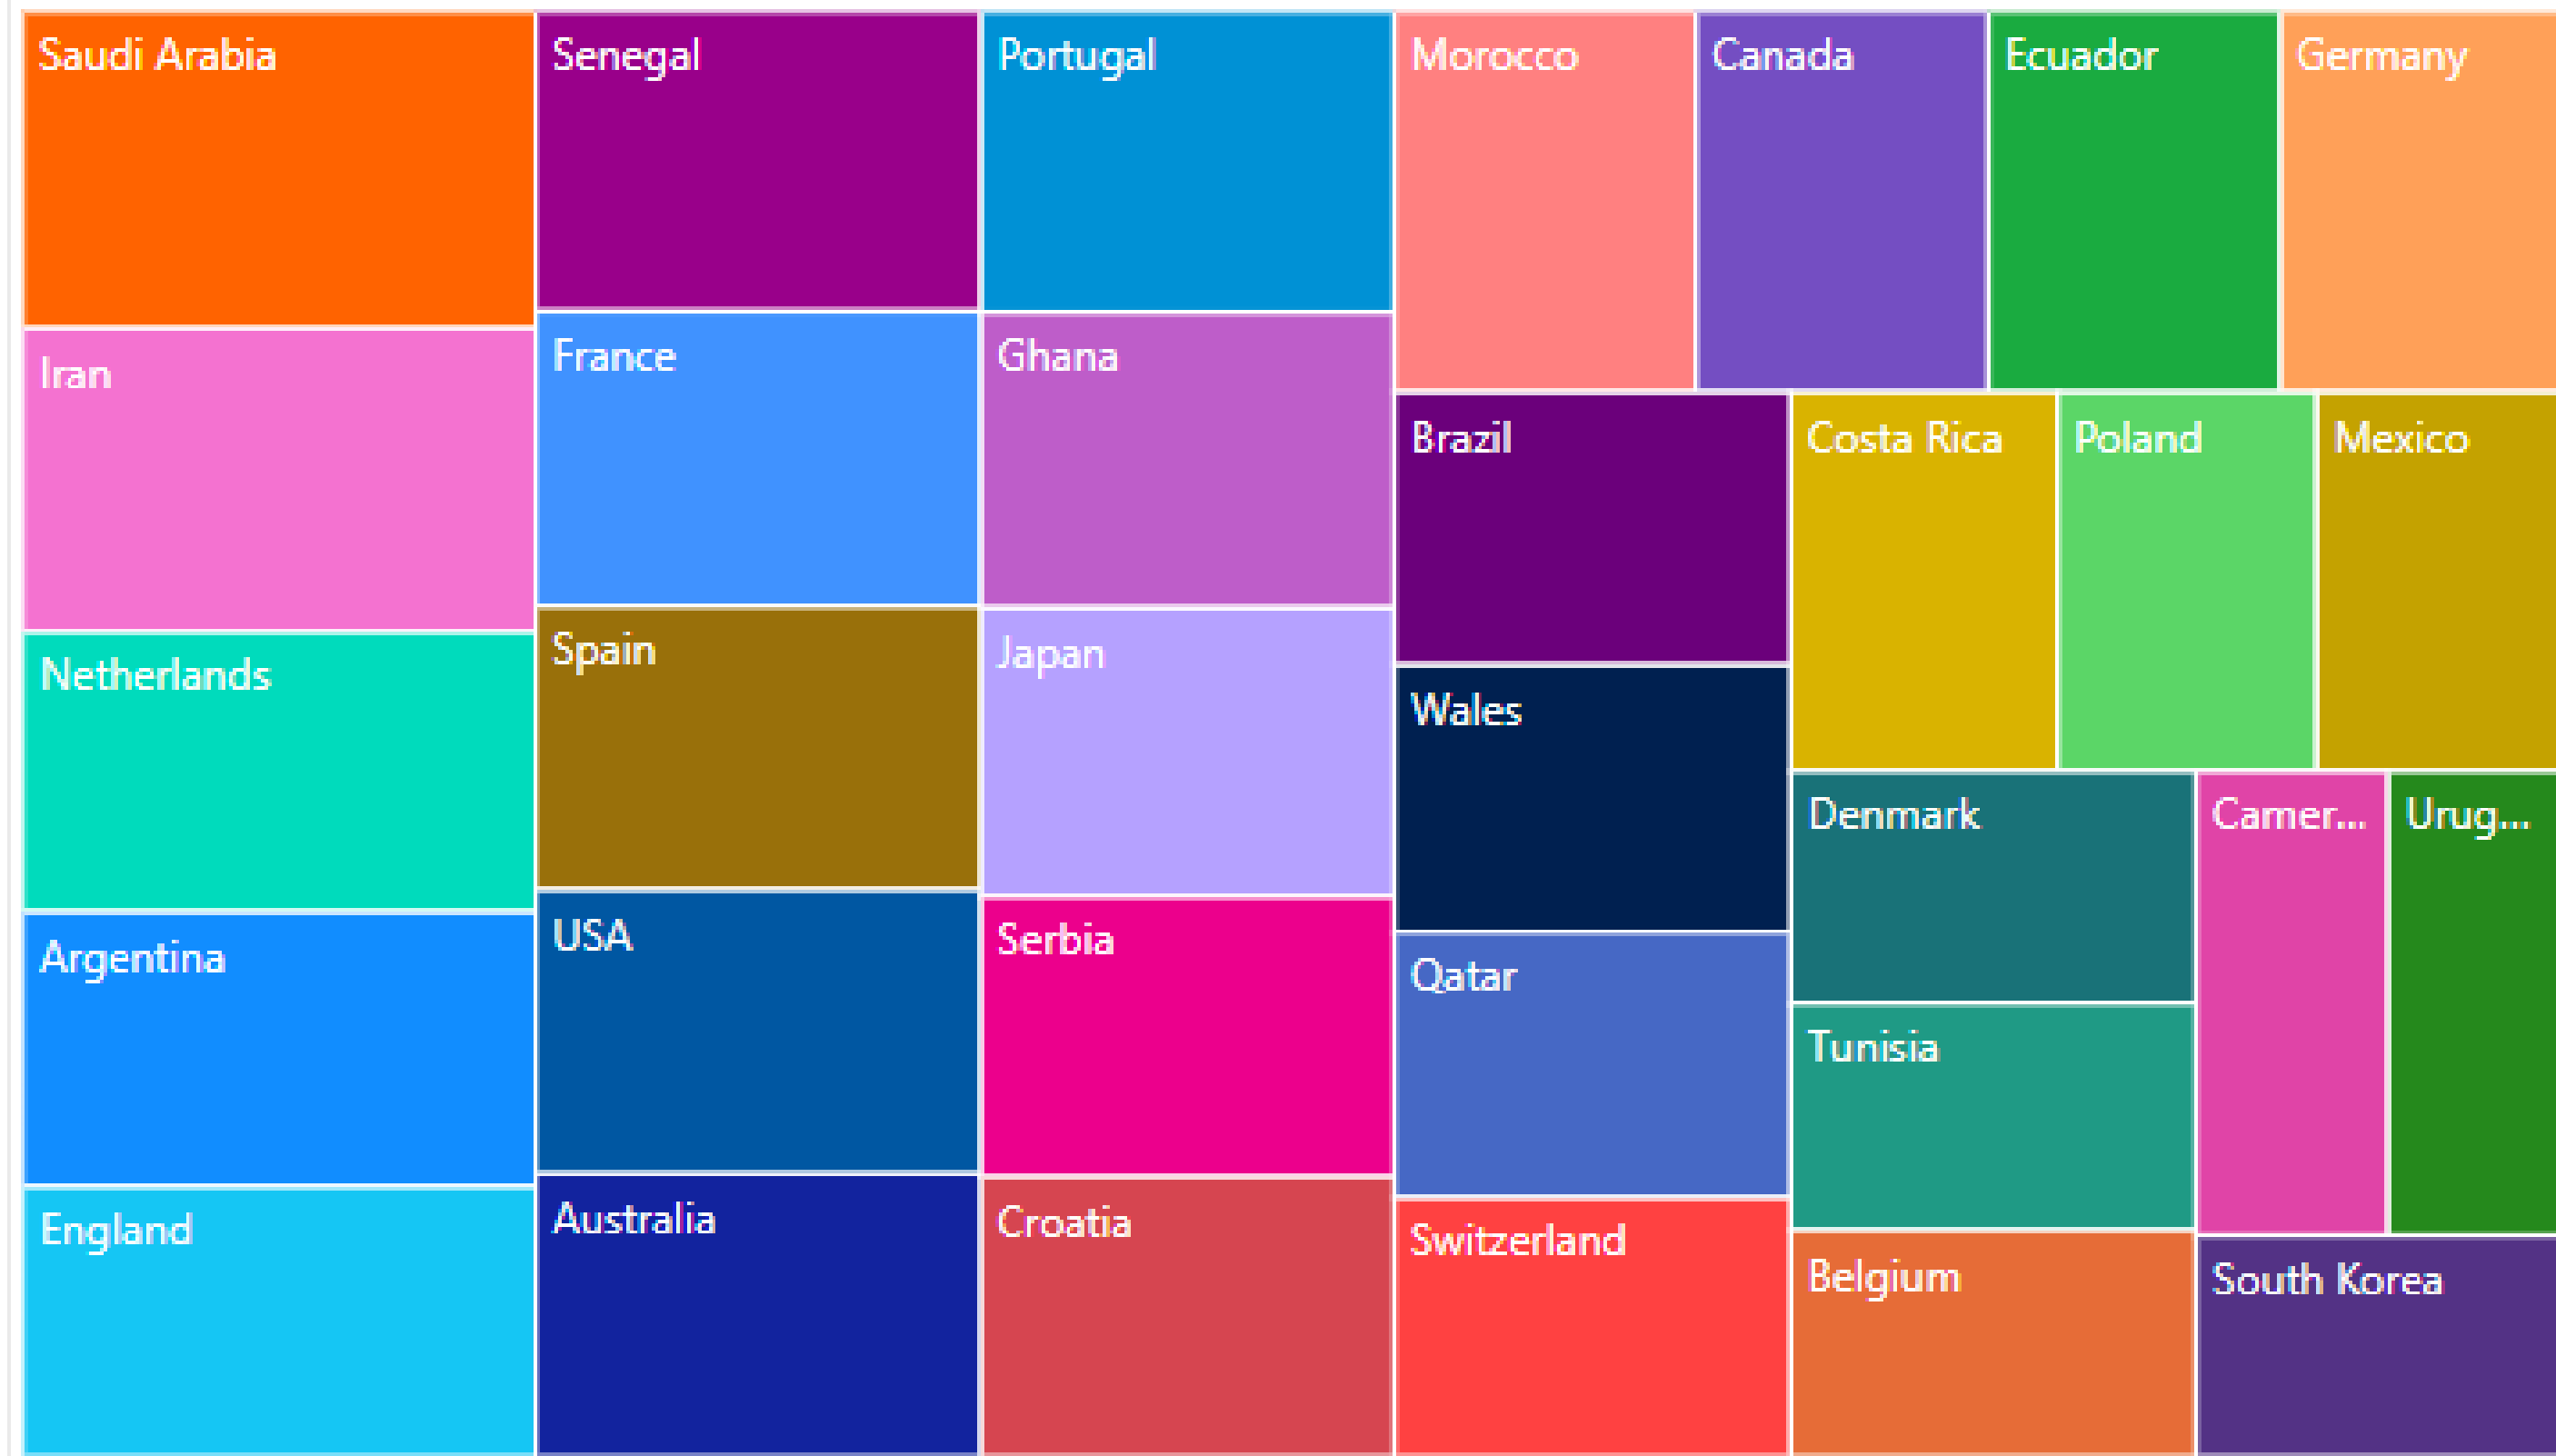 Saudi Arabia
Iran
Netherlands
Argentina
England
Senegal
France
Spain
USA
Australia
Portugal
Ghana
Japan
Serbia
Croatia
Morocco
Canada
Ecuador
Germany
Brazil
Wales
Qatar
Switzerland
Costa Rica
Poland
Mexico
Denmark
Tunisia
Belgium
Camer...
Urug...
South Korea